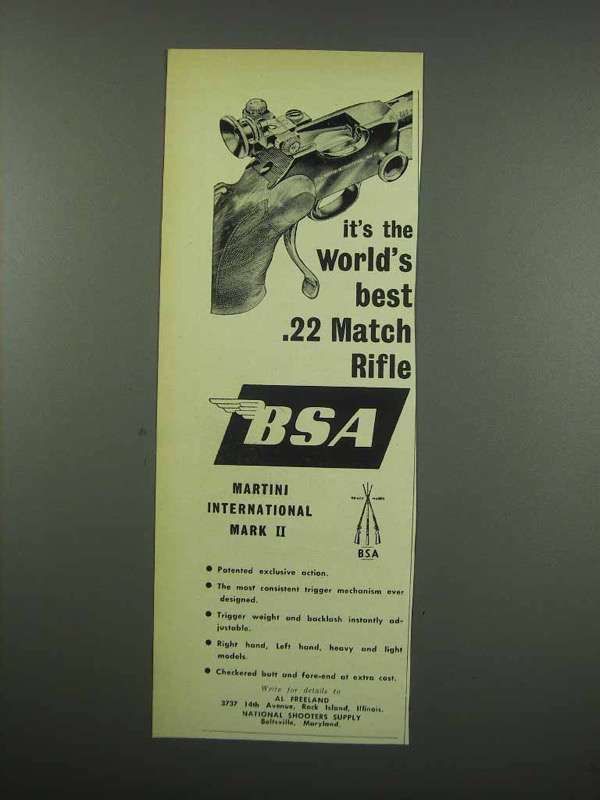 it's the
World's
best
.22 Match
Rifle
BSA
MARTINI
INTERNATIONAL
MARK II
TRADE MARK
B.S.A
● Patented exclusive action.
● The most consistent trigger mechanism ever
designed.
● Trigger weight and backlash instantly ad-
justable.
● Right hand, Left hand, heavy and light
models.
● Checkered butt and fore-end at extra cost.
Write for details to
AL FREELAND
3737 14th Avenue, Rock Island, Illinois.
NATIONAL SHOOTERS SUPPLY
Beltsville, Maryland.